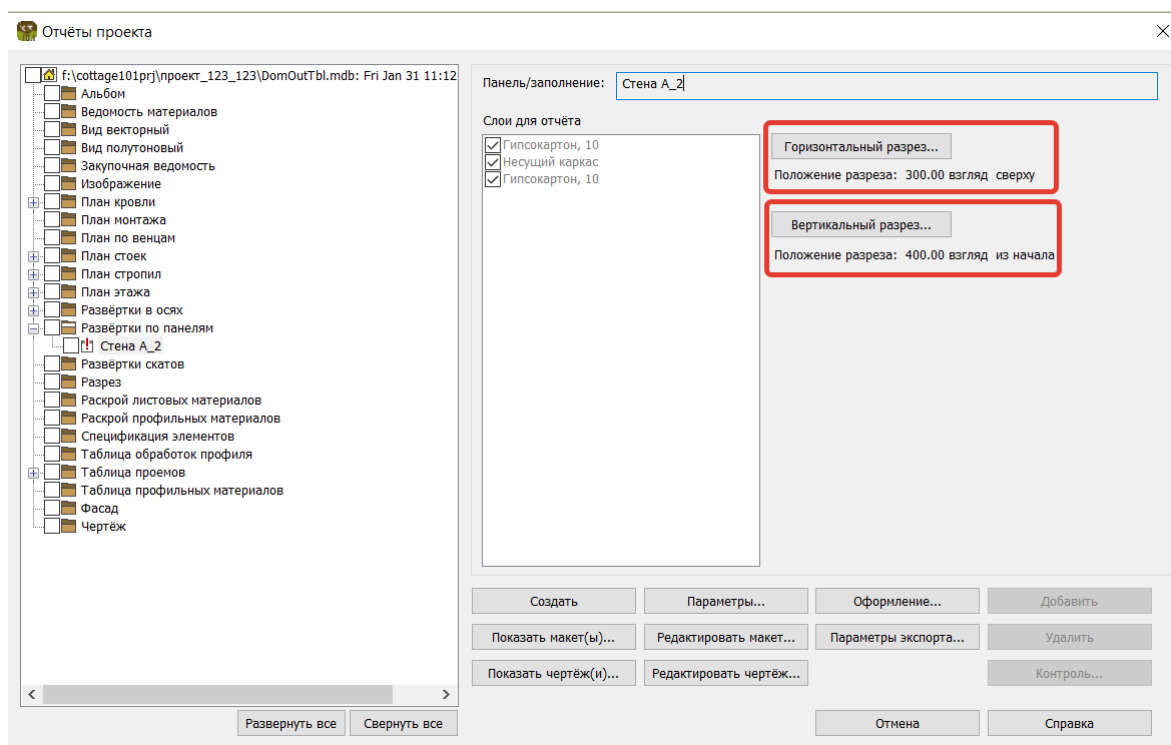 Отчёты проекта
f:\cottage101prj\проект_123_123\DomOutTbl.mdb: Fri Jan 31 11:12
Альбом
Ведомость материалов
Вид векторный
Вид полутоновый
Закупочная ведомость
Изображение
План кровли
План монтажа
План по венцам
План стоек
План стропил
План этажа
Развёртки в осях
Развёртки по панелям
Стена А_2
Развёртки скатов
Разрез
Раскрой листовых материалов
Раскрой профильных материалов
Спецификация элементов
Таблица обработок профиля
Таблица проемов
Таблица профильных материалов
Фасад
Чертёж
Развернуть все
Свернуть все
Панель/заполнение: Стена А_2
Слои для отчёта
Гипсокартон, 10
Несущий каркас
Гипсокартон, 10
Горизонтальный разрез...
Положение разреза: 300.00 взгляд сверху
Вертикальный разрез...
Положение разреза: 400.00 взгляд из начала
Создать
Параметры...
Оформление...
Добавить
Показать макет(ы)...
Редактировать макет...
Параметры экспорта...
Удалить
Показать чертёж(и)...
Редактировать чертёж...
Контроль...
Отмена
Справка